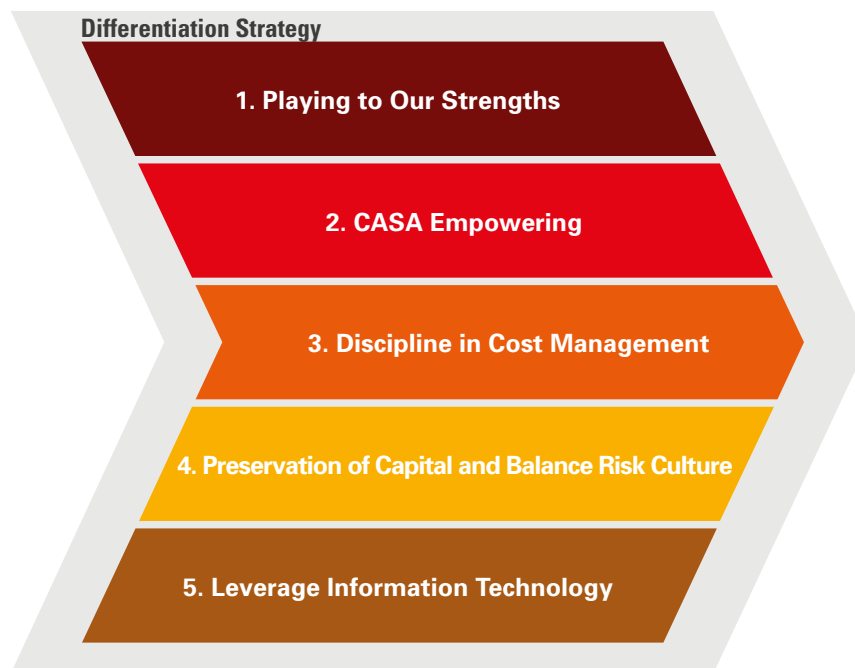 Differentiation Strategy
1. Playing to Our Strengths
2. CASA Empowering
3. Discipline in Cost Management
4. Preservation of Capital and Balance Risk Culture
5. Leverage Information Technology